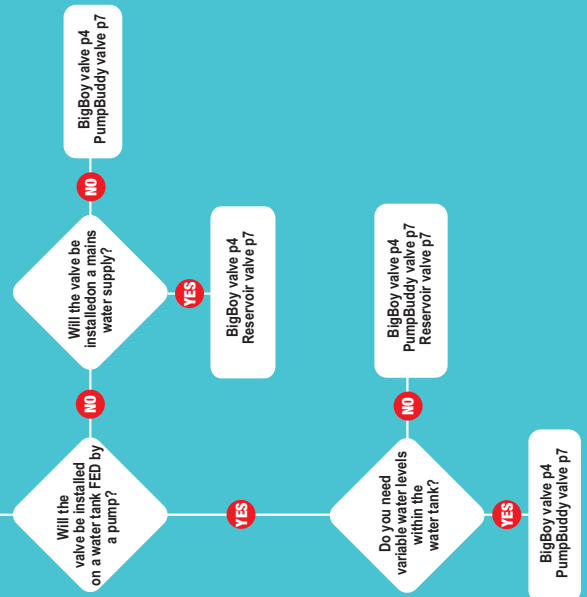 Will the
valve be installed
on a water tank FED by
a pump?
NO
Will the valve be
installedon a mains
water supply?
NO
BigBoy valve p4
PumpBuddy valve p7
YES
BigBoy valve p4
Reservoir valve p7
YES
Do you need
variable water levels
within the
water tank?
NO
BigBoy valve p4
PumpBuddy valve p7
Reservoir valve p7
YES
BigBoy valve p4
PumpBuddy valve p7